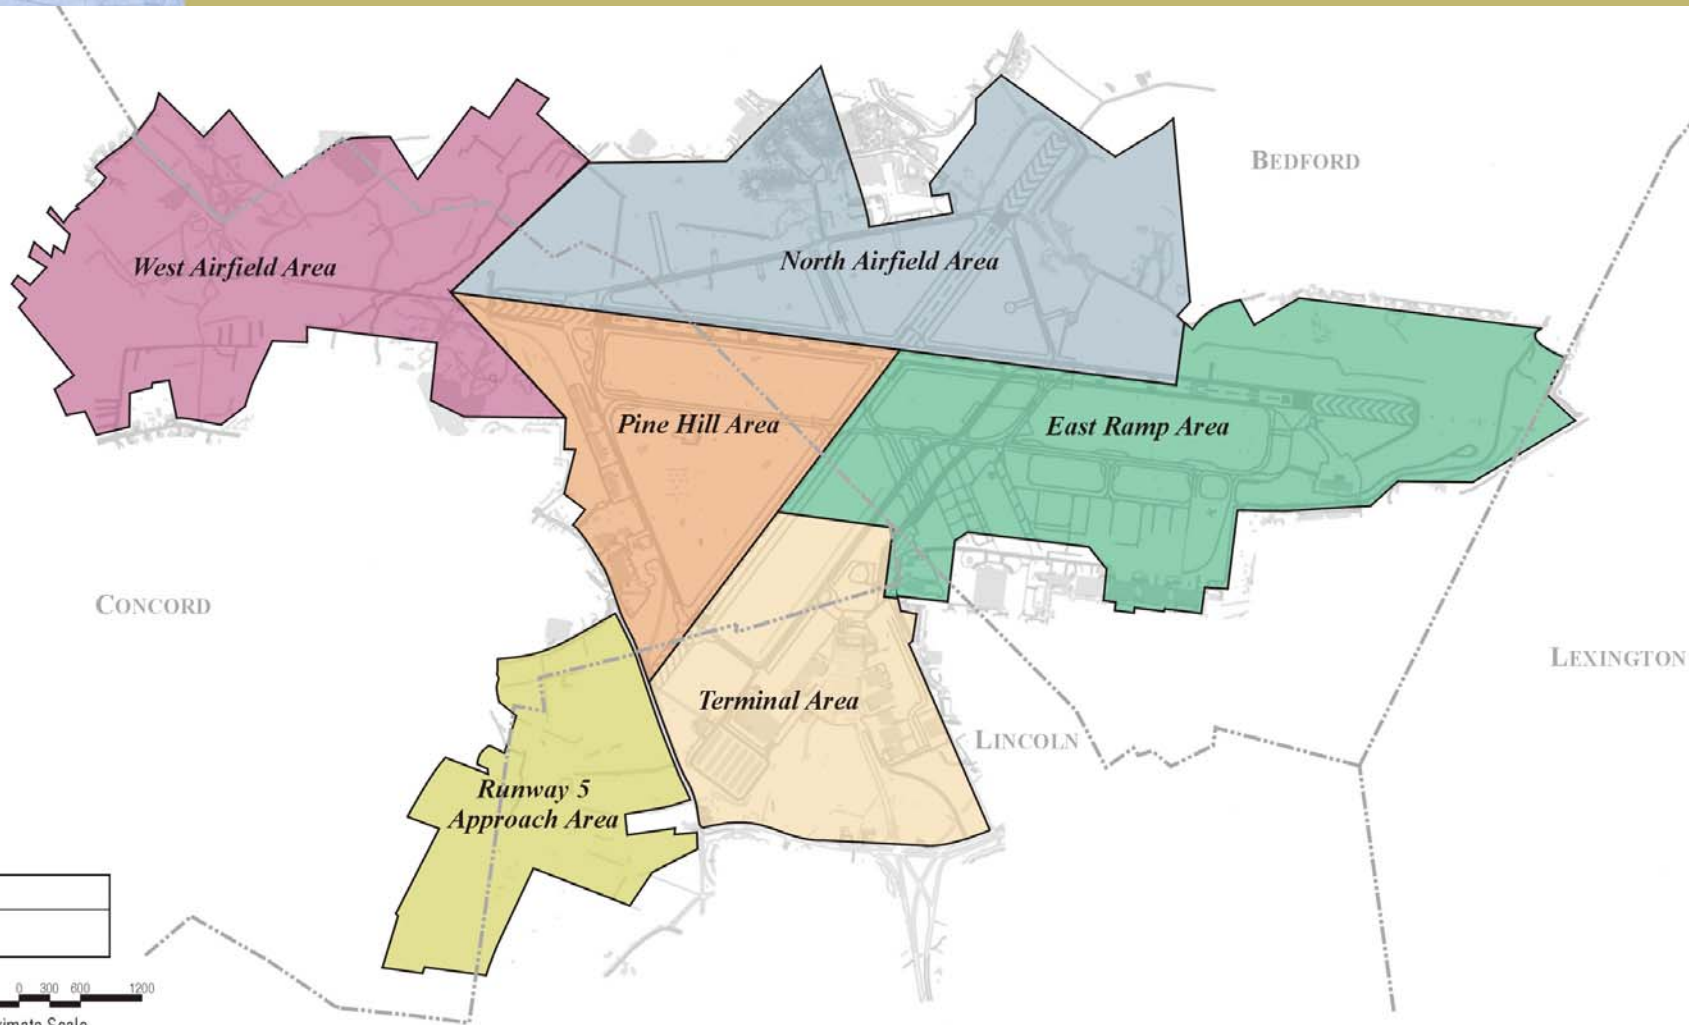 BEDFORD
West Airfield Area
North Airfield Area
Pine Hill Area
East Ramp Area
CONCORD
LEXINGTON
Terminal Area
LINCOLN
Runway 5
Approach Area
0 300 600 1200
Scale